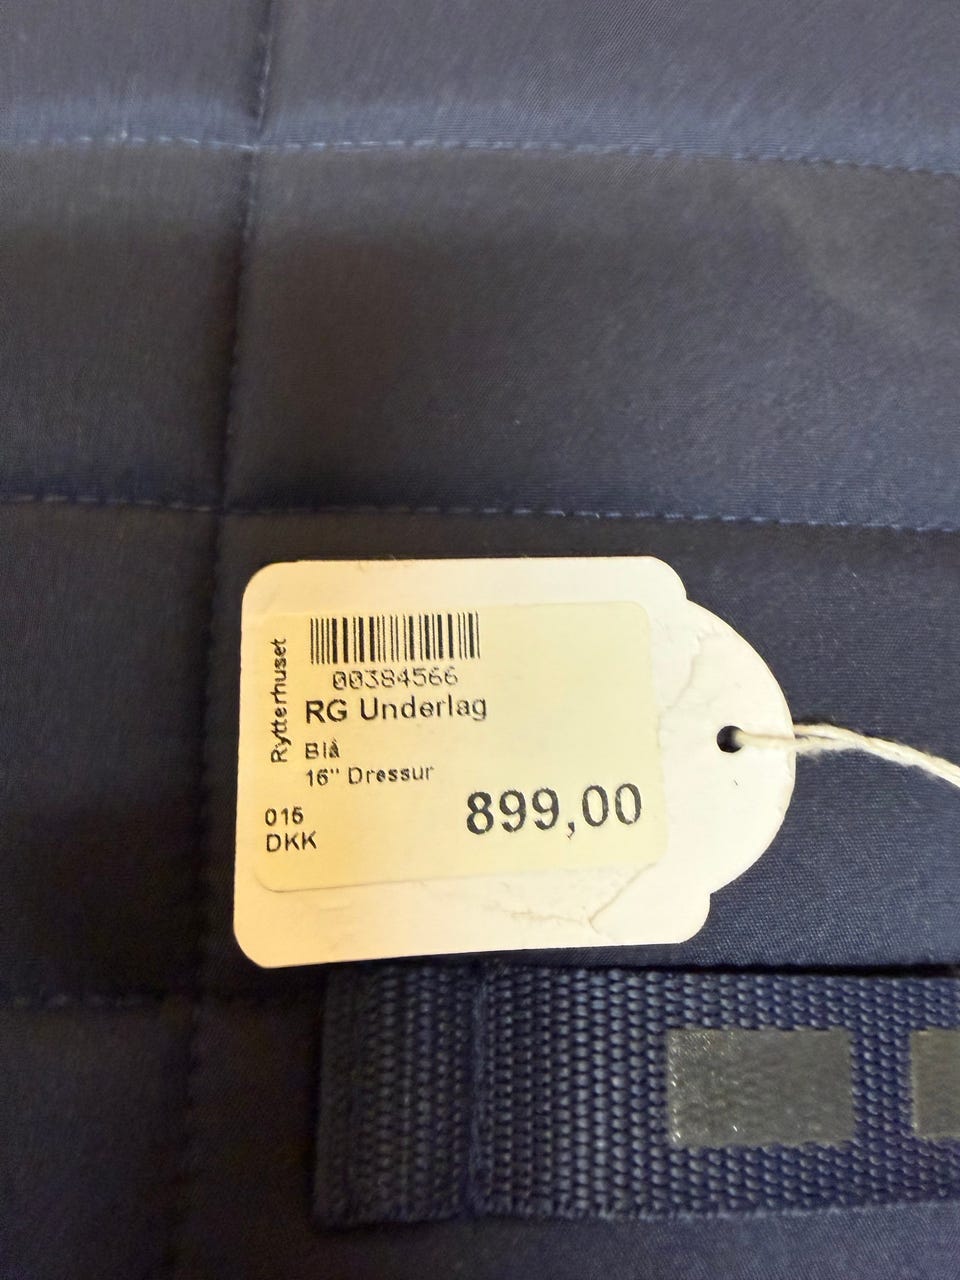 Rytterhuset
00384566
RG Underlag
Blå
16" Dressur
015
DKK
899,00